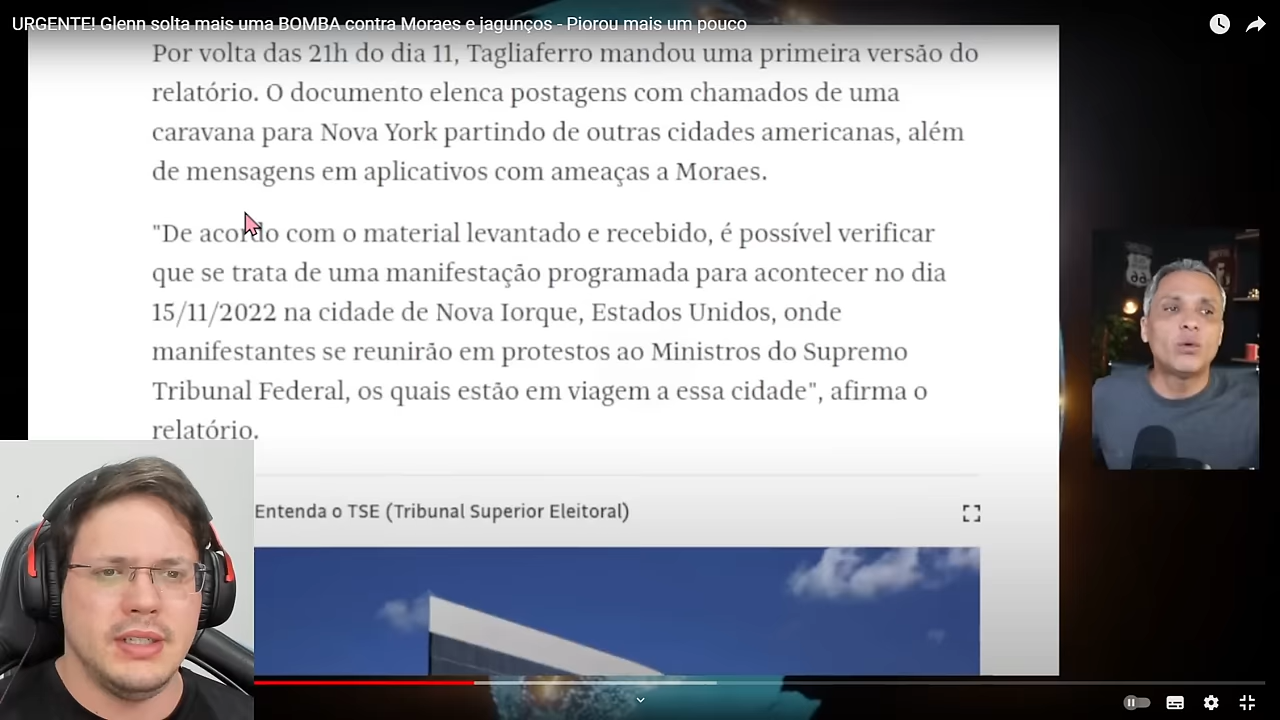 URGENTE! Glenn solta mais uma BOMBA contra Moraes e jagunços - Piorou mais um pouco
Por volta das 21h do dia 11, Tagliaferro mandou uma primeira versão do
relatório. O documento elenca postagens com chamados de uma
caravana para Nova York partindo de outras cidades americanas, além
de mensagens em aplicativos com ameaças a Moraes.
"De acordo com o material levantado e recebido, é possível verificar
que se trata de uma manifestação programada para acontecer no dia
15/11/2022 na cidade de Nova Iorque, Estados Unidos, onde
manifestantes se reunirão em protestos ao Ministros do Supremo
Tribunal Federal, os quais estão em viagem a essa cidade", afirma o
relatório.
Entenda o TSE (Tribunal Superior Eleitoral)